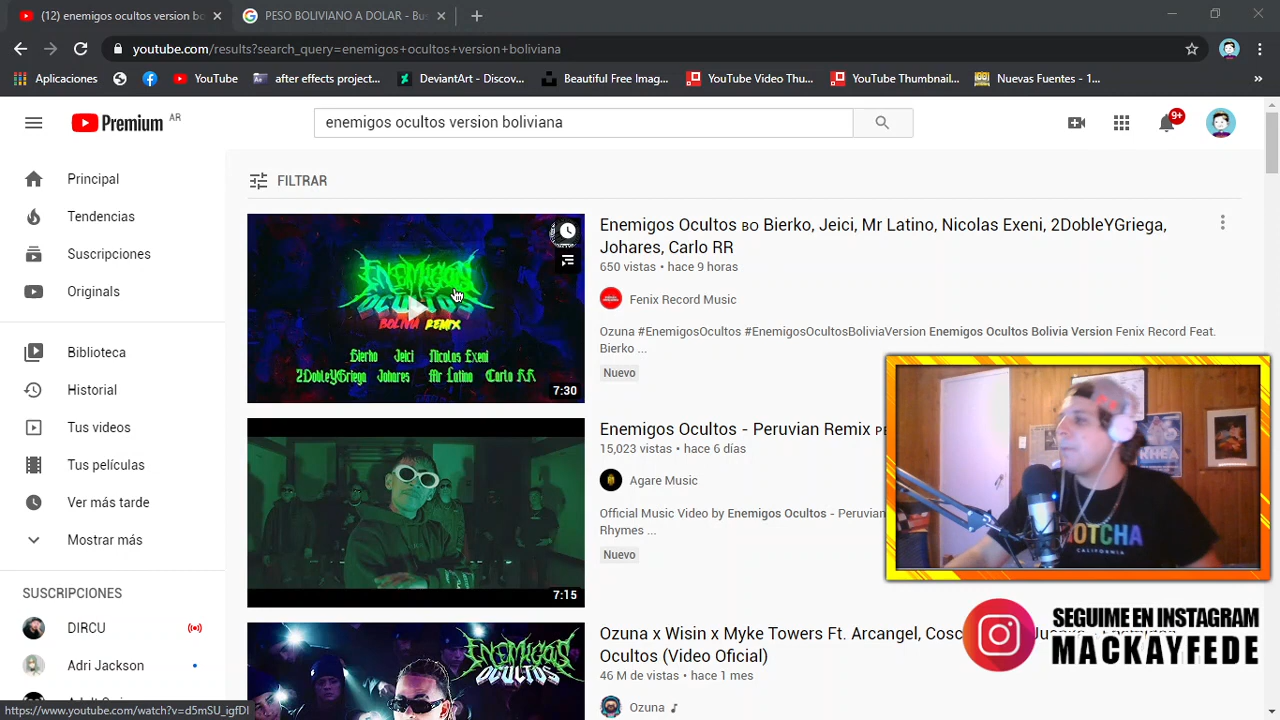 (12) enemigos ocultos version bo
PESO BOLIVIANO A DOLAR - Bus
youtube.com/results?search_query=enemigos+ocultos+version+boliviana
Aplicaciones
YouTube
after effects project...
DeviantArt - Discov...
Beautiful Free Imag...
YouTube Video Thu...
YouTube Thumbnail...
Nuevas Fuentes - 1...
»
Premium AR
enemigos ocultos version boliviana
9+
Principal
Tendencias
Suscripciones
Originals
Biblioteca
Historial
Tus videos
Tus películas
Ver más tarde
Mostrar más
SUSCRIPCIONES
DIRCU
Adri Jackson
https://www.youtube.com/watch?v=d5mSU_igfDI
FILTRAR
ENEMIGOS
OCULTOS
BOLIVIA REMIX
Bierko Jeici Nicolas Exeni
2DobleYGriega Johares Mr Latino Carlo RR
7:30
Enemigos Ocultos BO Bierko, Jeici, Mr Latino, Nicolas Exeni, 2DobleYGriega,
Johares, Carlo RR
650 vistas • hace 9 horas
Fenix Record Music
Ozuna #EnemigosOcultos #EnemigosOcultosBoliviaVersion Enemigos Ocultos Bolivia Version Fenix Record Feat.
Bierko ...
Nuevo
7:15
Enemigos Ocultos - Peruvian Remix PE
15,023 vistas • hace 6 días
Agare Music
Official Music Video by Enemigos Ocultos - Peruvian
Rhymes ...
Nuevo
ENEMIGOS
OCULTOS
Ozuna x Wisin x Myke Towers Ft. Arcangel, Cosc
Ocultos (Video Oficial)
46 M de vistas • hace 1 mes
Ozuna
CALIFORNIA
SEGUIME EN INSTAGRAM
MACKAYFEDE